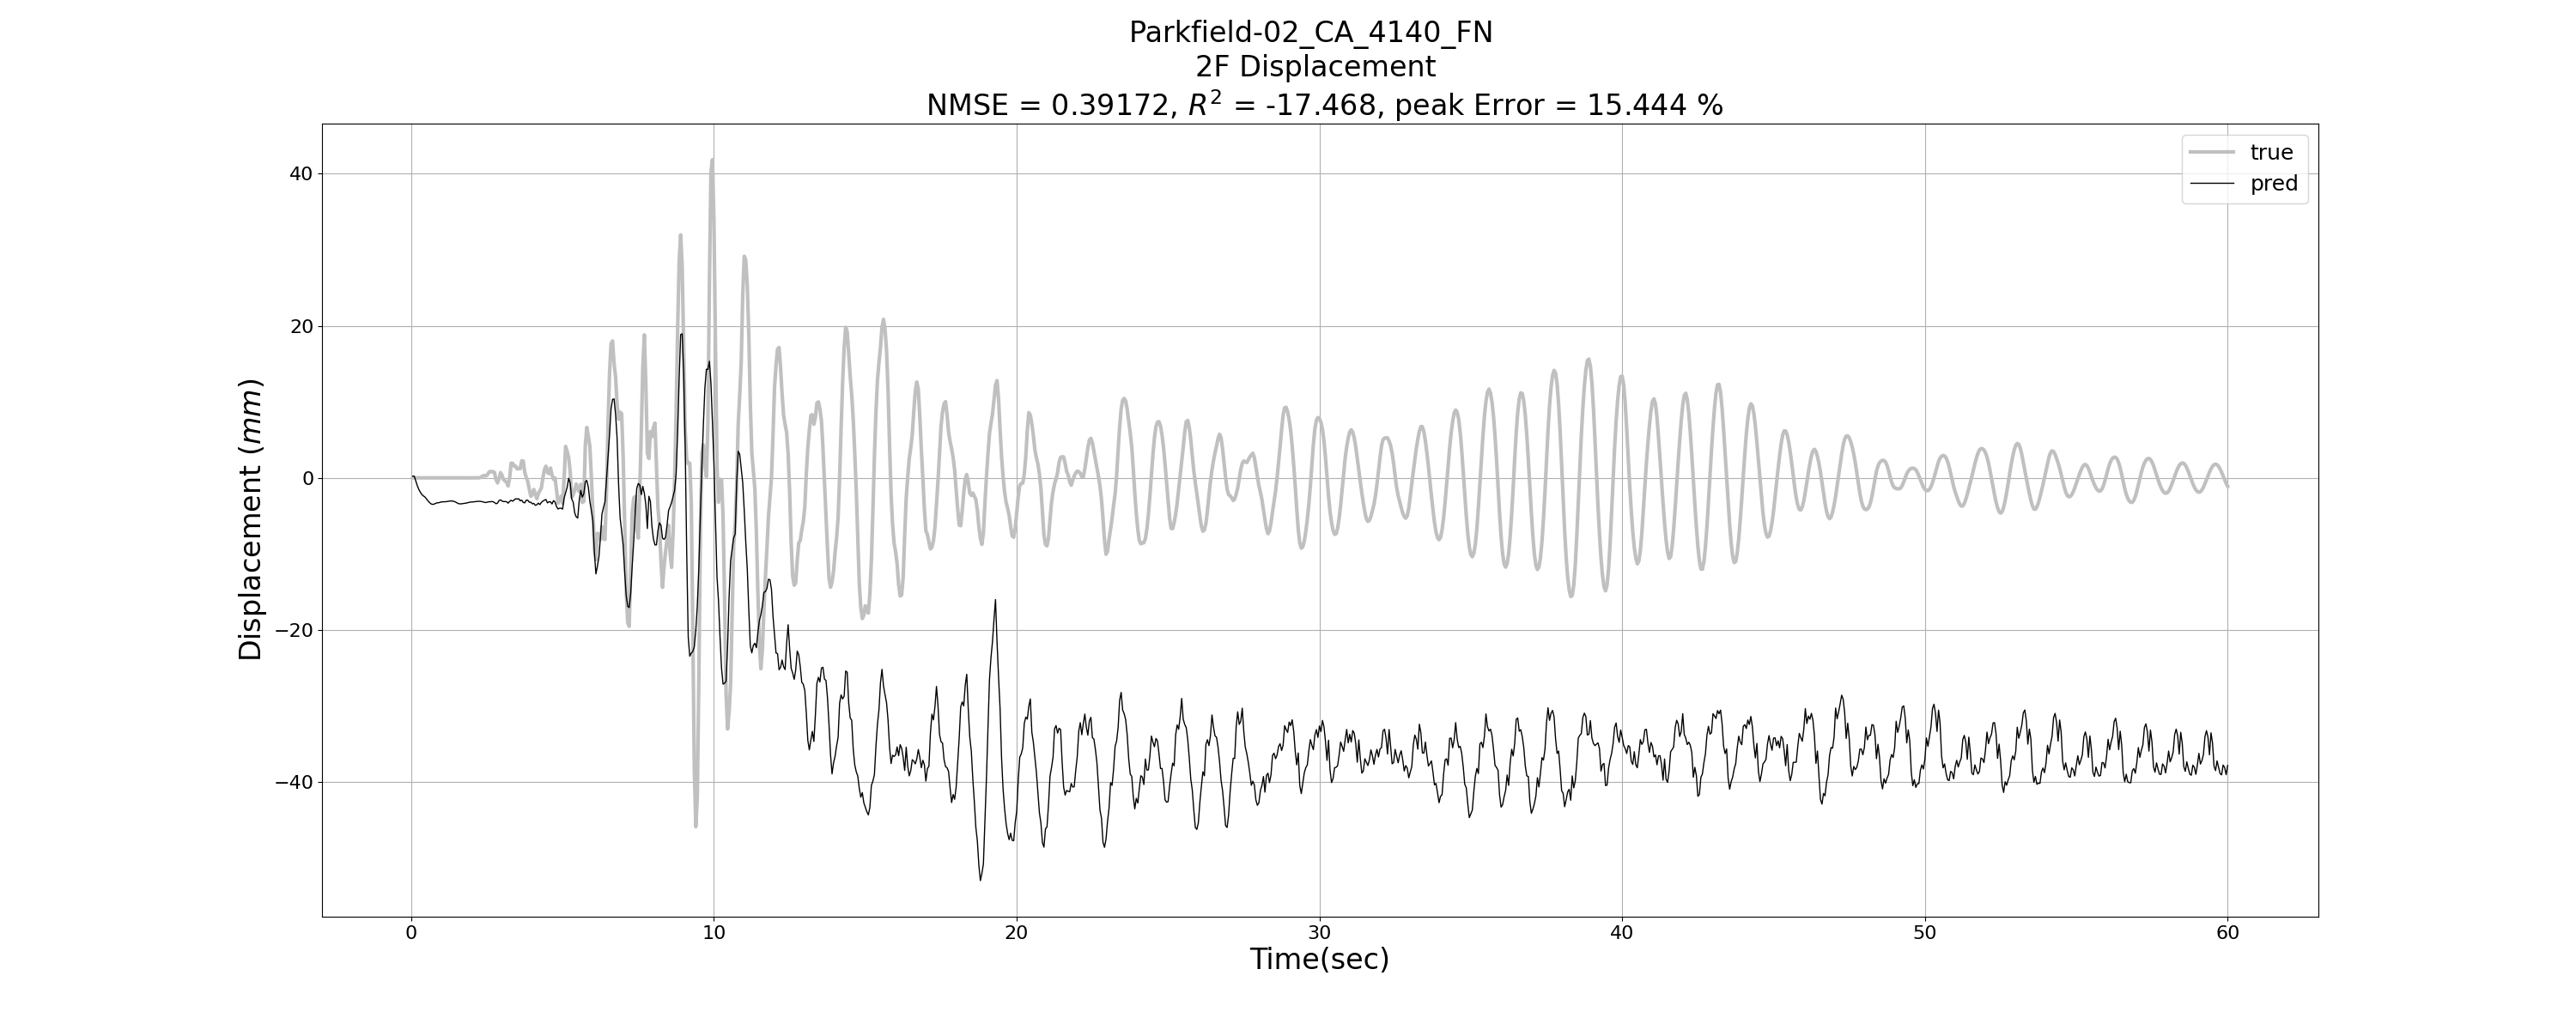 Parkfield-02_CA_4140_FN
2F Displacement
NMSE = 0.39172, R² = -17.468, peak Error = 15.444 %
true
pred
Displacement (mm)
40
20
0
−20
−40
0 10 20 30 40 50 60
Time(sec)